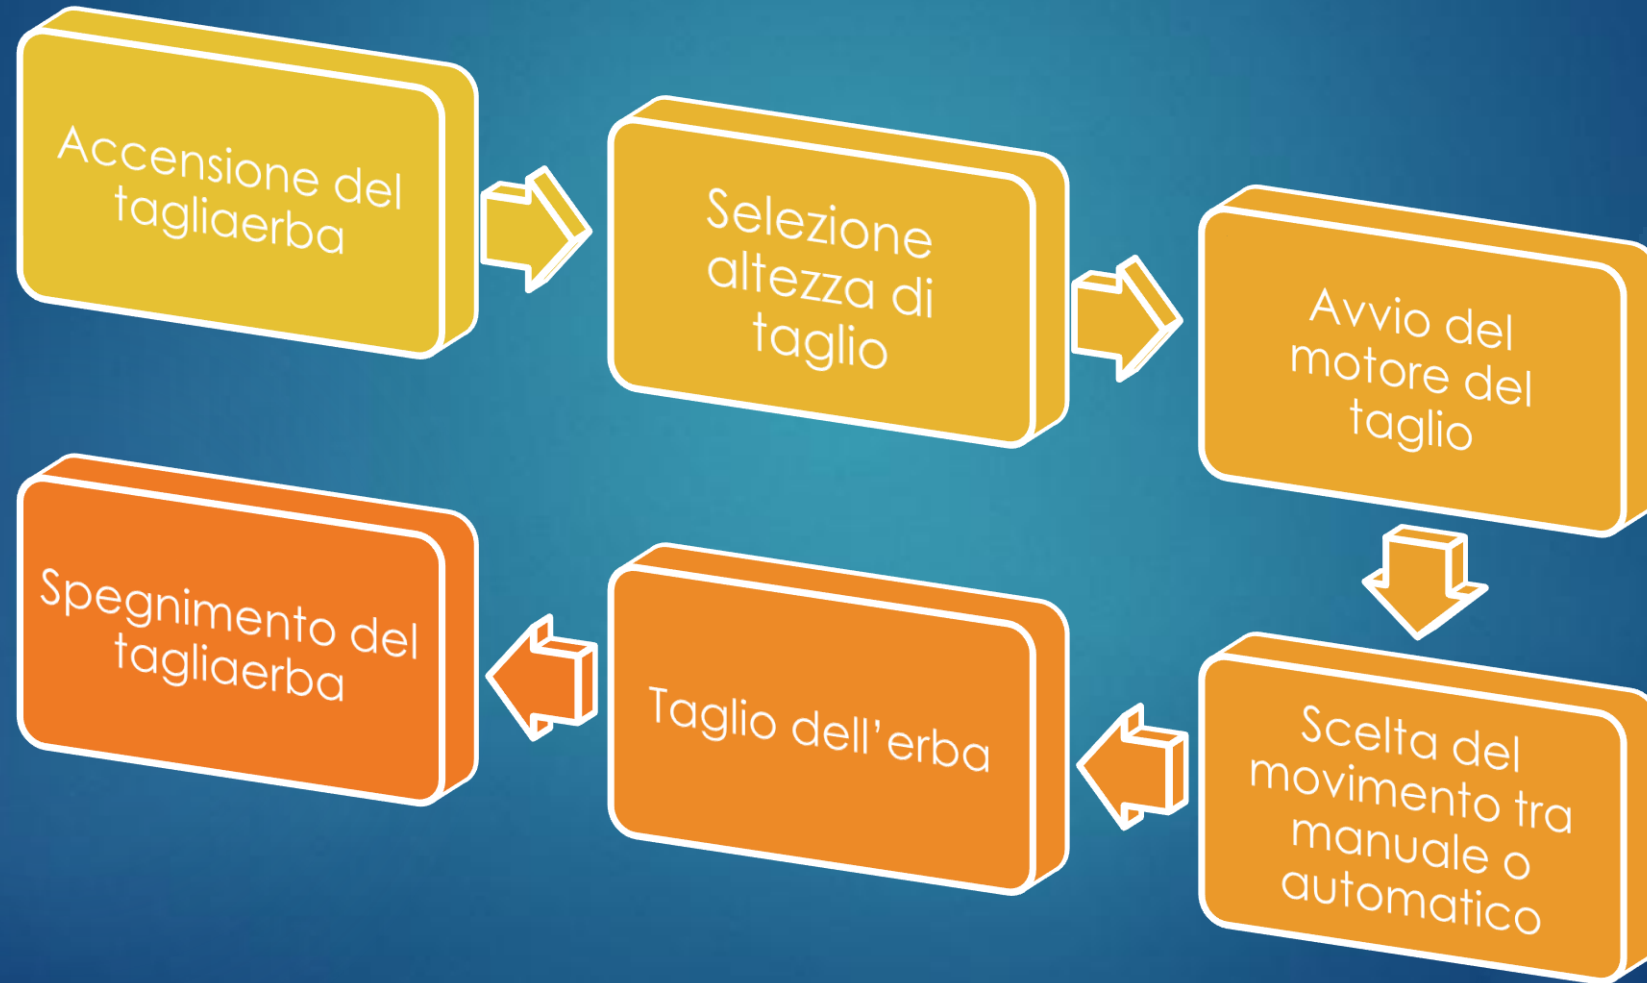 Accensione del
tagliaerba
Selezione
altezza di
taglio
Avvio del
motore del
taglio
Scelta del
movimento tra
manuale o
automatico
Taglio dell’erba
Spegnimento del
tagliaerba